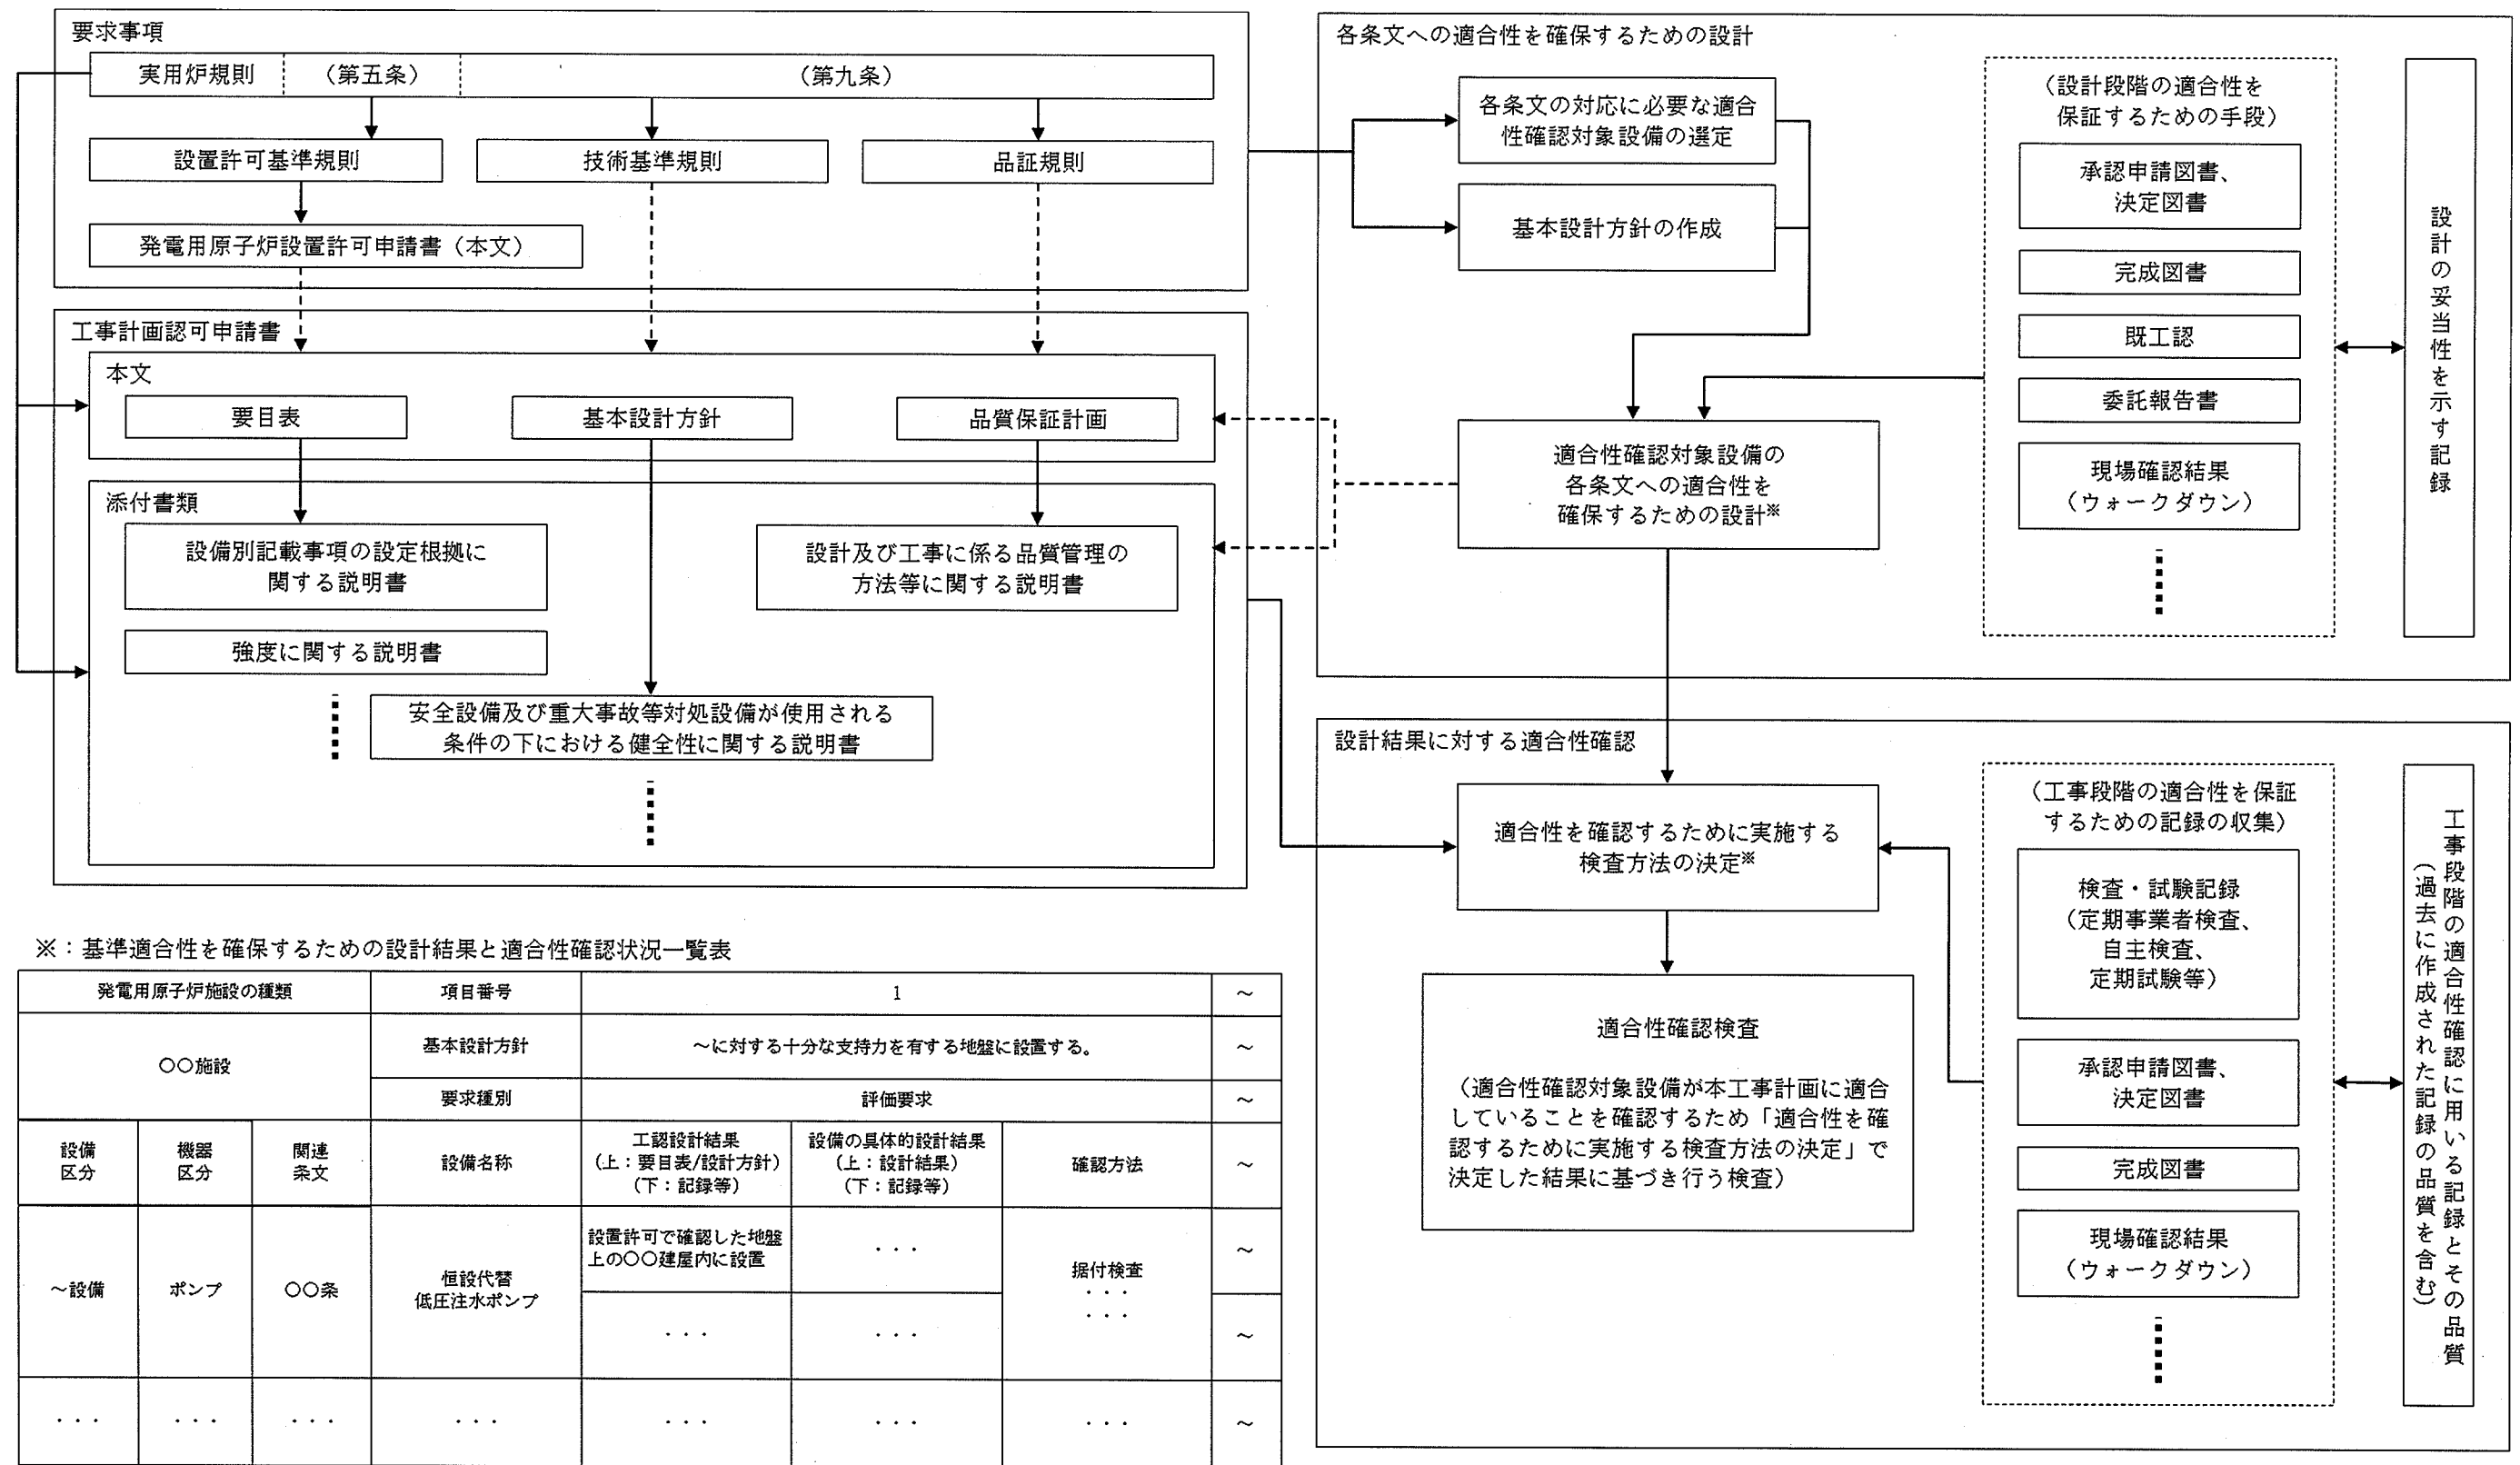 要求事項
実用炉規則
(第五条)
(第九条)
設置許可基準規則
技術基準規則
品証規則
発電用原子炉設置許可申請書(本文)
工事計画認可申請書
本文
要目表
基本設計方針
品質保証計画
添付書類
設備別記載事項の設定根拠に
関する説明書
設計及び工事に係る品質管理の
方法等に関する説明書
強度に関する説明書
安全設備及び重大事故等対処設備が使用される
条件の下における健全性に関する説明書
各条文への適合性を確保するための設計
各条文の対応に必要な適合
性確認対象設備の選定
基本設計方針の作成
適合性確認対象設備の
各条文への適合性を
確保するための設計※
(設計段階の適合性を
保証するための手段)
承認申請図書、
決定図書
完成図書
既工認
委託報告書
現場確認結果
(ウォークダウン)
設計の妥当性を示す記録
設計結果に対する適合性確認
適合性を確認するために実施する
検査方法の決定※
適合性確認検査
(適合性確認対象設備が本工事計画に適合
していることを確認するため「適合性を確
認するために実施する検査方法の決定」で
決定した結果に基づき行う検査)
(工事段階の適合性を保証
するための記録の収集)
検査・試験記録
(定期事業者検査、
自主検査、
定期試験等)
承認申請図書、
決定図書
完成図書
現場確認結果
(ウォークダウン)
工事段階の適合性確認に用いる記録とその品質
(過去に作成された記録の品質を含む)
※:基準適合性を確保するための設計結果と適合性確認状況一覧表
発電用原子炉施設の種類 項目番号 1 ~
○○施設 基本設計方針 ~に対する十分な支持力を有する地盤に設置する。 ~
要求種別 評価要求 ~
設備
区分
機器
区分
関連
条文
設備名称
工認設計結果
(上:要目表/設計方針)
(下:記録等)
設備の具体的設計結果
(上:設計結果)
(下:記録等)
確認方法
~
~設備
ポンプ
○○条
恒設代替
低圧注水ポンプ
設置許可で確認した地盤
上の○○建屋内に設置
・・・
据付検査
・・・
・・・
~
・・・ ・・・ ~
・・・ ・・・ ・・・ ・・・ ・・・ ・・・ ・・・ ~